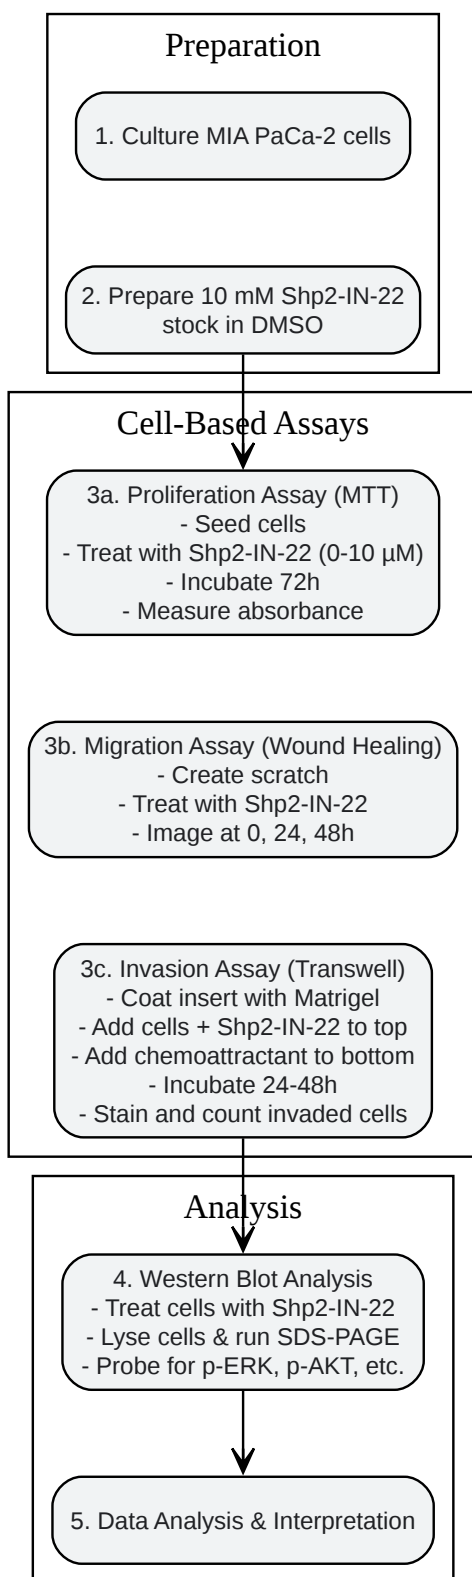 Preparation
1. Culture MIA PaCa-2 cells
2. Prepare 10 mM Shp2-IN-22
stock in DMSO
Cell-Based Assays
3a. Proliferation Assay (MTT)
- Seed cells
- Treat with Shp2-IN-22 (0-10 µM)
- Incubate 72h
- Measure absorbance
3b. Migration Assay (Wound Healing)
- Create scratch
- Treat with Shp2-IN-22
- Image at 0, 24, 48h
3c. Invasion Assay (Transwell)
- Coat insert with Matrigel
- Add cells + Shp2-IN-22 to top
- Add chemoattractant to bottom
- Incubate 24-48h
- Stain and count invaded cells
Analysis
4. Western Blot Analysis
- Treat cells with Shp2-IN-22
- Lyse cells & run SDS-PAGE
- Probe for p-ERK, p-AKT, etc.
5. Data Analysis & Interpretation